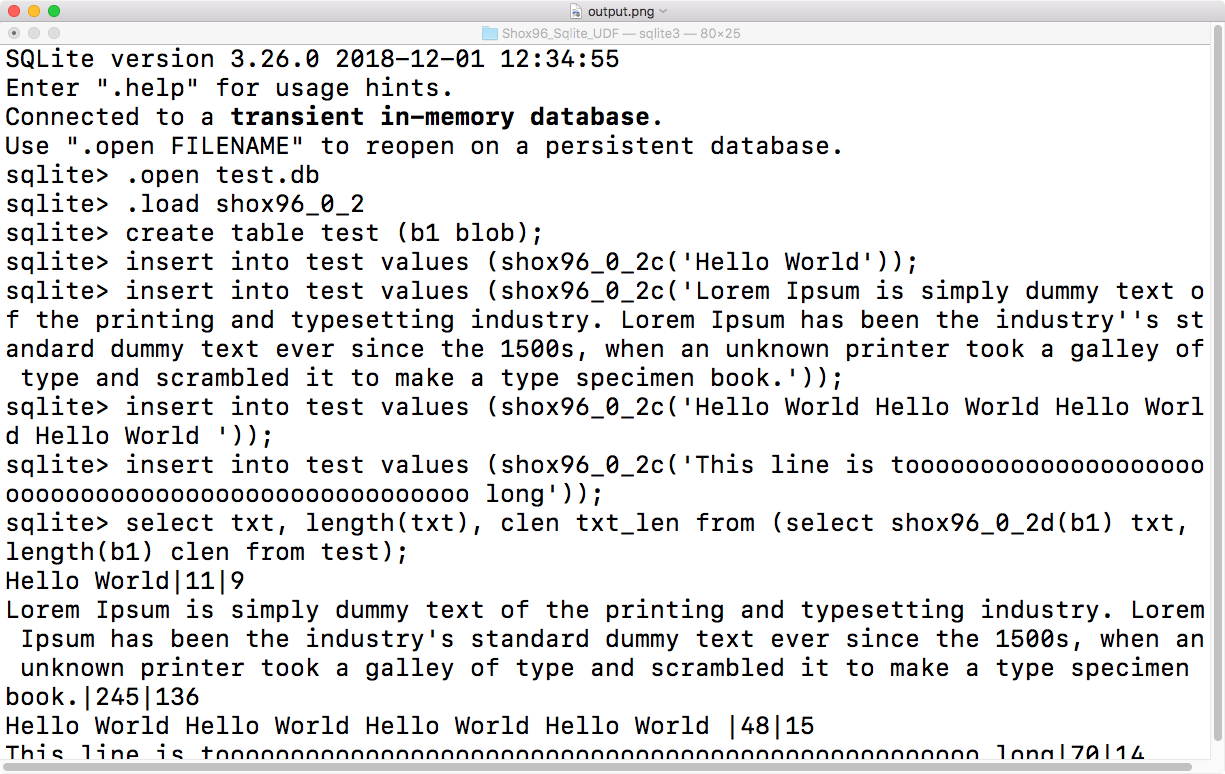 output.png
Shox96_Sqlite_UDF — sqlite3 — 80×25
SQLite version 3.26.0 2018-12-01 12:34:55
Enter ".help" for usage hints.
Connected to a transient in-memory database.
Use ".open FILENAME" to reopen on a persistent database.
sqlite> .open test.db
sqlite> .load shox96_0_2
sqlite> create table test (b1 blob);
sqlite> insert into test values (shox96_0_2c('Hello World'));
sqlite> insert into test values (shox96_0_2c('Lorem Ipsum is simply dummy text o
f the printing and typesetting industry. Lorem Ipsum has been the industry''s st
andard dummy text ever since the 1500s, when an unknown printer took a galley of
 type and scrambled it to make a type specimen book.'));
sqlite> insert into test values (shox96_0_2c('Hello World Hello World Hello Worl
d Hello World '));
sqlite> insert into test values (shox96_0_2c('This line is toooooooooooooooooooo
ooooooooooooooooooooooooooooooo long'));
sqlite> select txt, length(txt), clen txt_len from (select shox96_0_2d(b1) txt,
length(b1) clen from test);
Hello World|11|9
Lorem Ipsum is simply dummy text of the printing and typesetting industry. Lorem
 Ipsum has been the industry's standard dummy text ever since the 1500s, when an
 unknown printer took a galley of type and scrambled it to make a type specimen
book.|245|136
Hello World Hello World Hello World Hello World |48|15
This line is tooooooooooooooooooooooooooooooooooooooooooooooooooo long|70|14